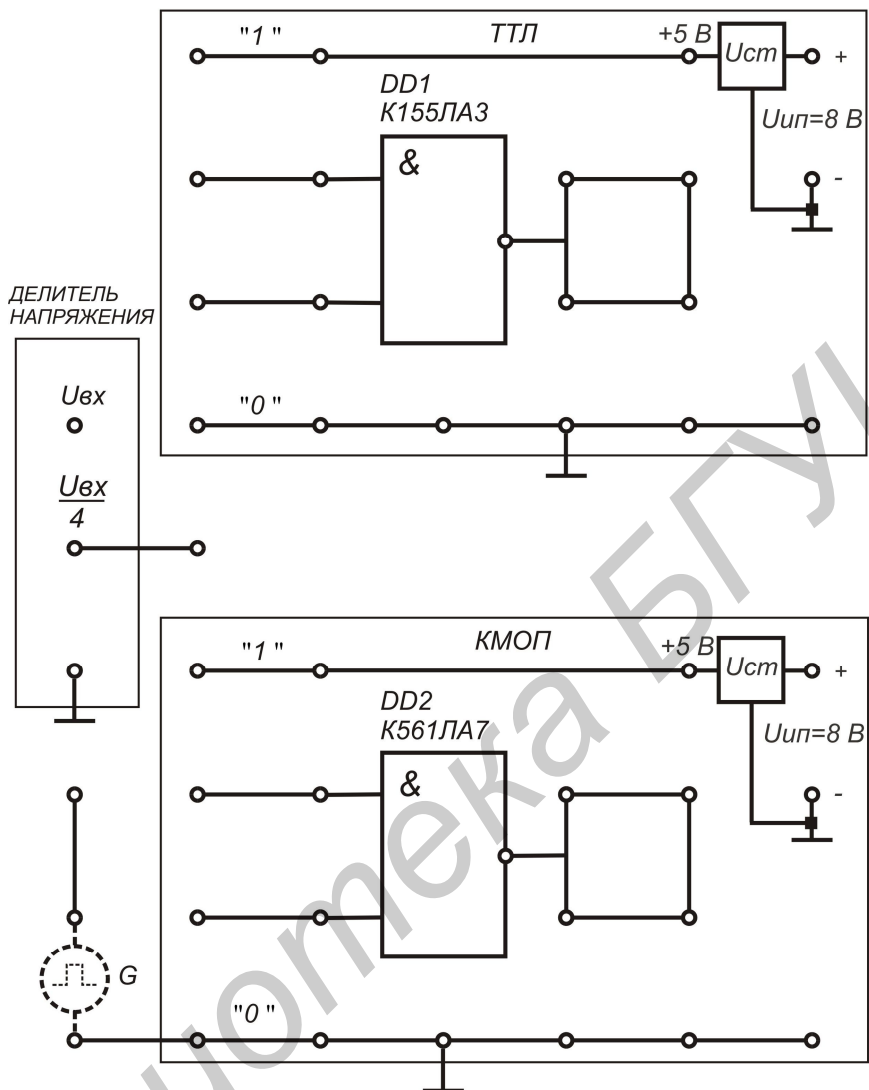 "1" ТТЛ +5 В Uст +
DD1
К155ЛА3
Uип=8 В
&
-
ДЕЛИТЕЛЬ
НАПРЯЖЕНИЯ
Uвх
"0"
Uвх
4
"1" КМОП +5 В Uст +
DD2
К561ЛА7
Uип=8 В
&
-
G
"0"